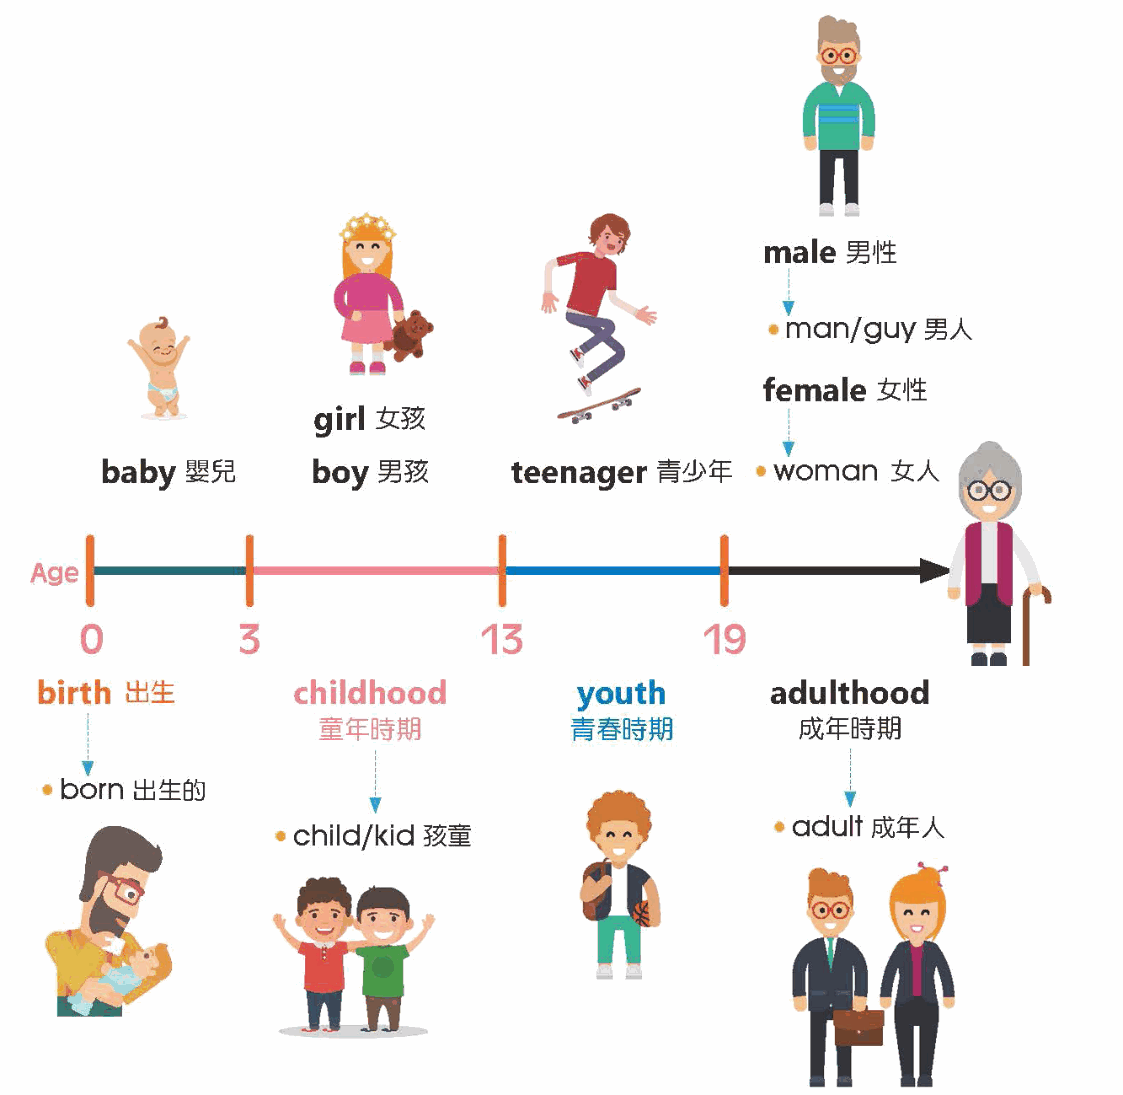 male 男性
man/guy 男人
female 女性
woman 女人
girl 女孩
baby 嬰兒
boy 男孩
teenager 青少年
Age
0
3
13
19
birth 出生
born 出生的
childhood
童年時期
child/kid 孩童
youth
青春時期
adulthood
成年時期
adult 成年人